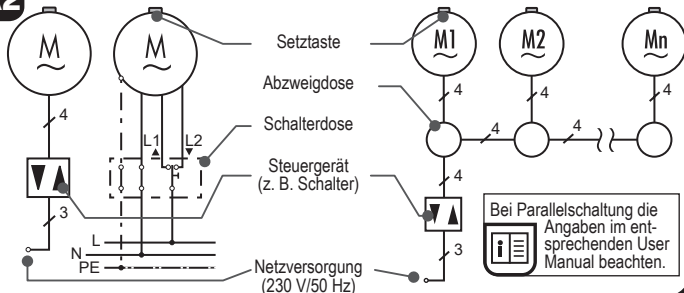 A2
M
M
M1
M2
Mn
Setztaste
Abzweigdose
Schalterdose
Steuergerät
(z. B. Schalter)
Netzversorgung
(230 V/50 Hz)
4
3
L1
L2
L
N
PE
4
4
4
4
4
4
3
Bei Parallelschaltung die
Angaben im ent-
sprechenden User
Manual beachten.